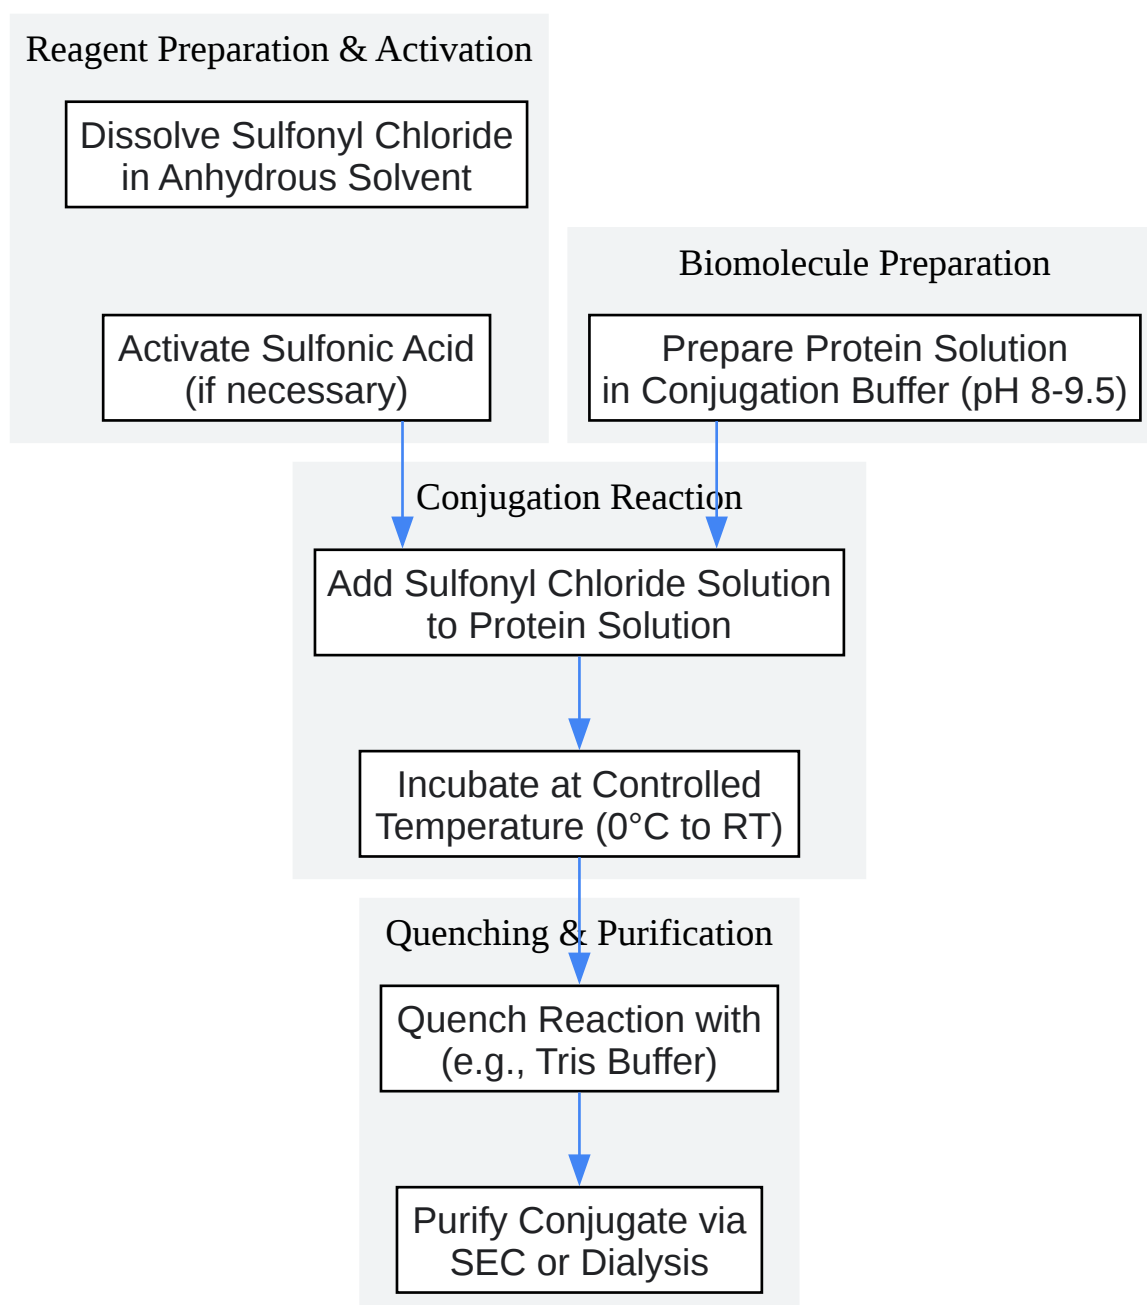 Reagent Preparation & Activation
Dissolve Sulfonyl Chloride
in Anhydrous Solvent
Activate Sulfonic Acid
(if necessary)
Biomolecule Preparation
Prepare Protein Solution
in Conjugation Buffer (pH 8-9.5)
Conjugation Reaction
Add Sulfonyl Chloride Solution
to Protein Solution
Incubate at Controlled
Temperature (0°C to RT)
Quenching & Purification
Quench Reaction with
(e.g., Tris Buffer)
Purify Conjugate via
SEC or Dialysis